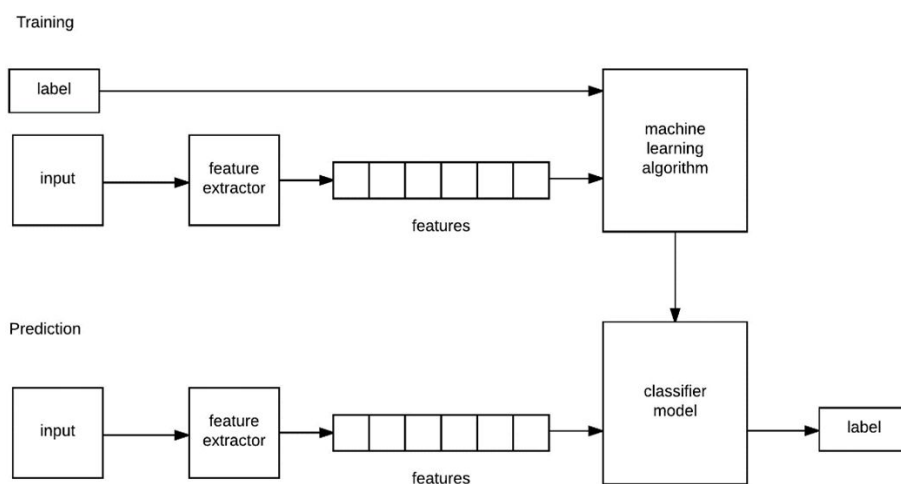 Training
label
input
feature
extractor
features
machine
learning
algorithm
Prediction
input
feature
extractor
features
classifier
model
label